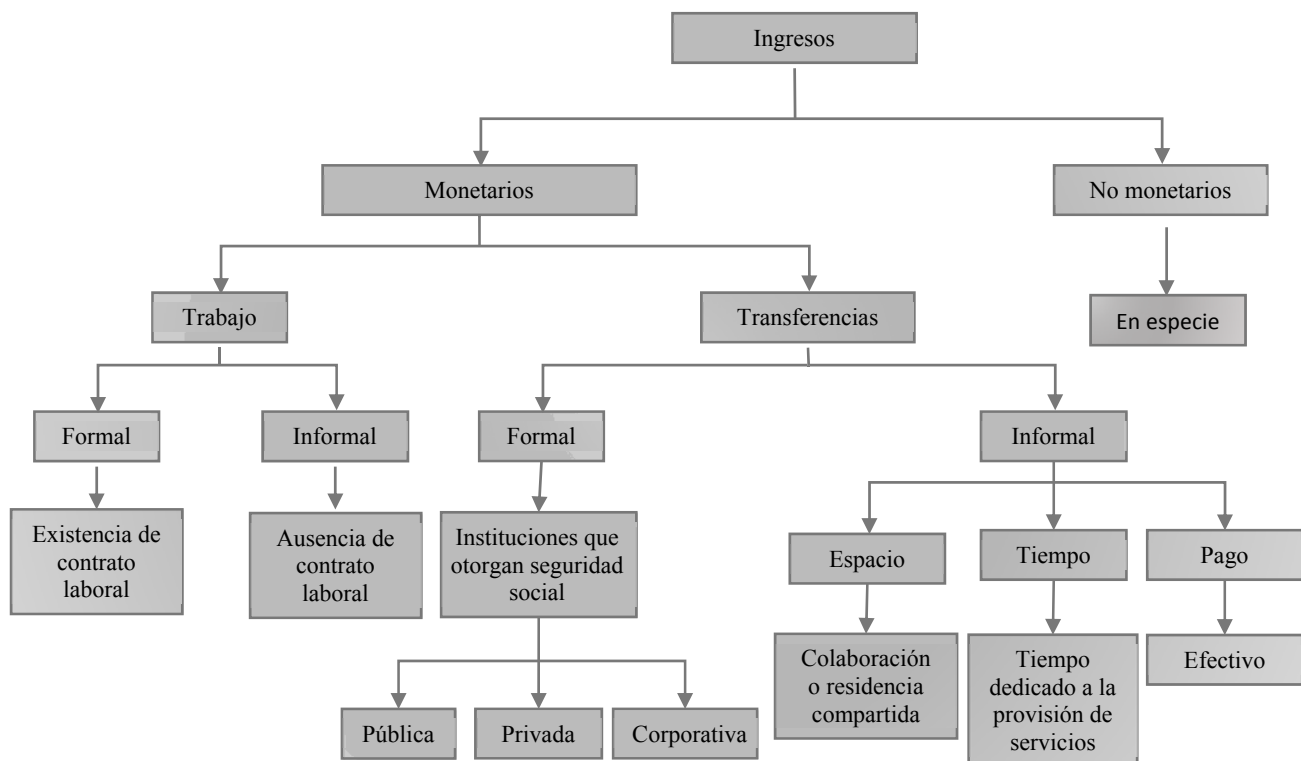 Ingresos
Monetarios
No monetarios
Trabajo
Transferencias
En especie
Formal
Informal
Formal
Informal
Existencia de
contrato
laboral
Ausencia de
contrato
laboral
Instituciones que
otorgan seguridad
social
Espacio
Tiempo
Pago
Colaboración
o residencia
compartida
Tiempo
dedicado a la
provisión de
servicios
Efectivo
Pública
Privada
Corporativa